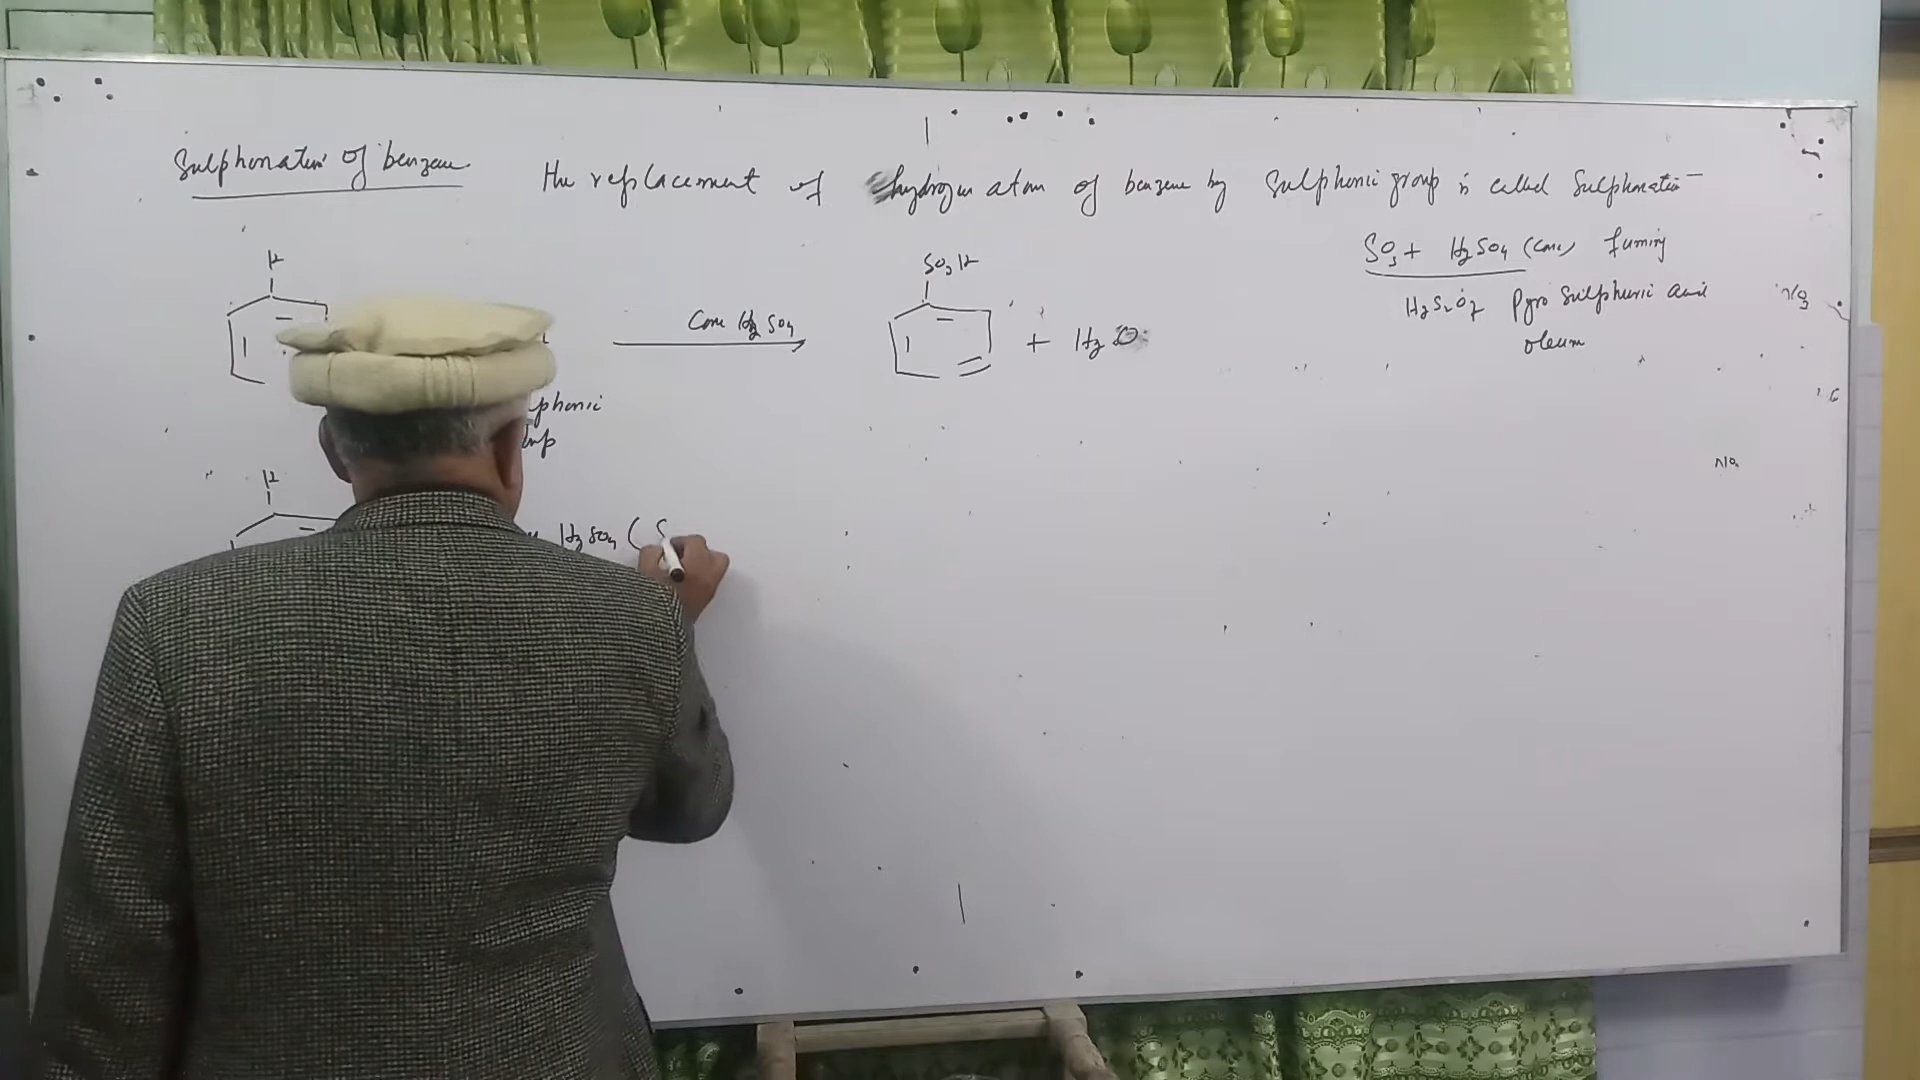 Sulphonation of benzene The replacement of hydrogen atom of benzene by Sulphonic group is called Sulphonation
SO3 + H2SO4 (Conc) fuming
H2S2O7 Pyro Sulphuric acid
oleum
H
SO3H
Conc H2SO4
+ H2O
phonic
H
H2SO4 (S